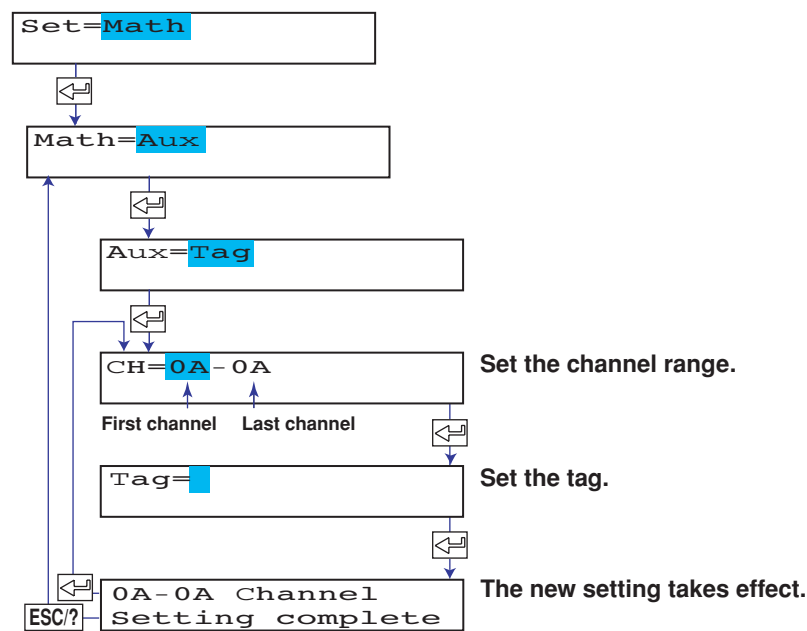 Set=Math
Math=Aux
Aux=Tag
CH=0A-0A
Set the channel range.
First channel
Last channel
Tag=
Set the tag.
0A-0A Channel
Setting complete
The new setting takes effect.
ESC/?